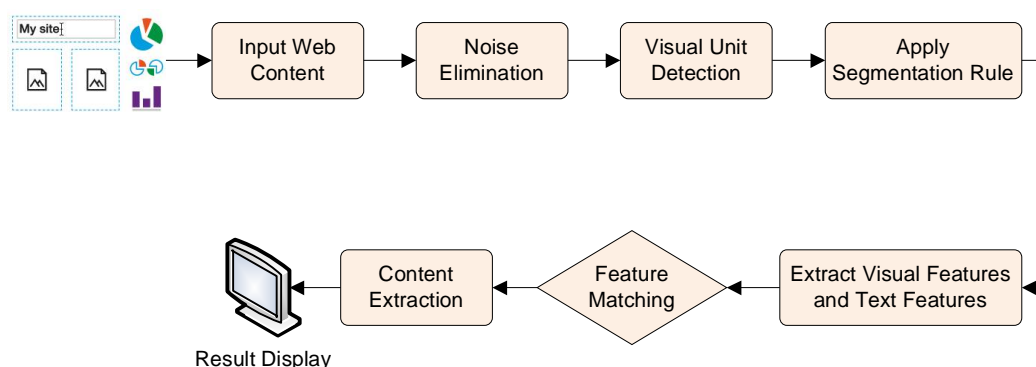 My site
Input Web
Content
Noise
Elimination
Visual Unit
Detection
Apply
Segmentation Rule
Extract Visual Features
and Text Features
Feature
Matching
Content
Extraction
Result Display